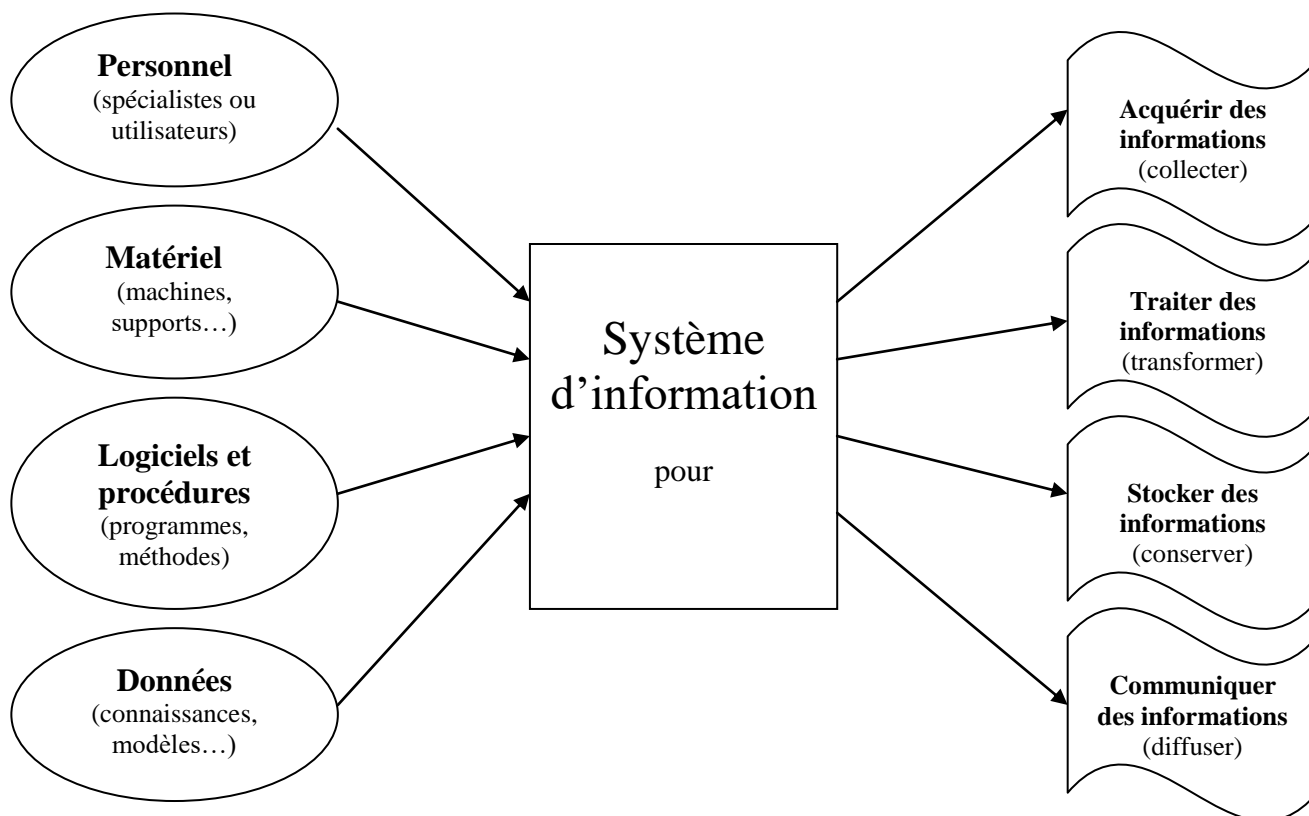 Personnel
(spécialistes ou
utilisateurs)
Matériel
(machines,
supports…)
Logiciels et
procédures
(programmes,
méthodes)
Données
(connaissances,
modèles…)
Système
d’information
pour
Acquérir des
informations
(collecter)
Traiter des
informations
(transformer)
Stocker des
informations
(conserver)
Communiquer
des informations
(diffuser)